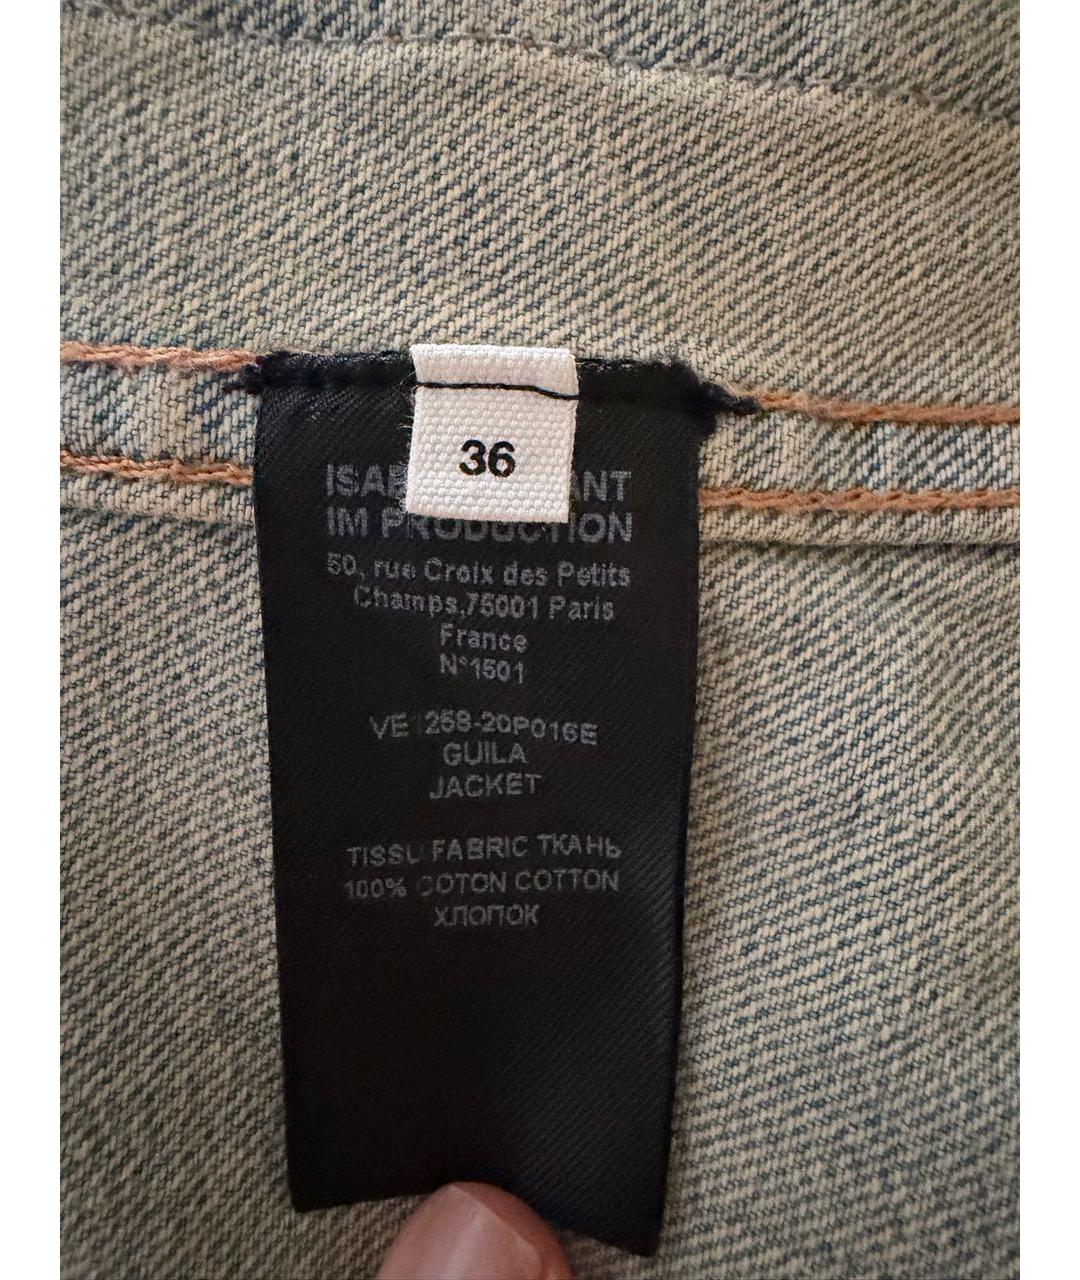 36
IM PRODUCTION
50, rue Croix des Petits
Champs.75001 Paris
France
N°1501
GUILA
JACKET
TISSU FABRIC ТКАНЬ
100% COTON COTTON
ХЛОПОК